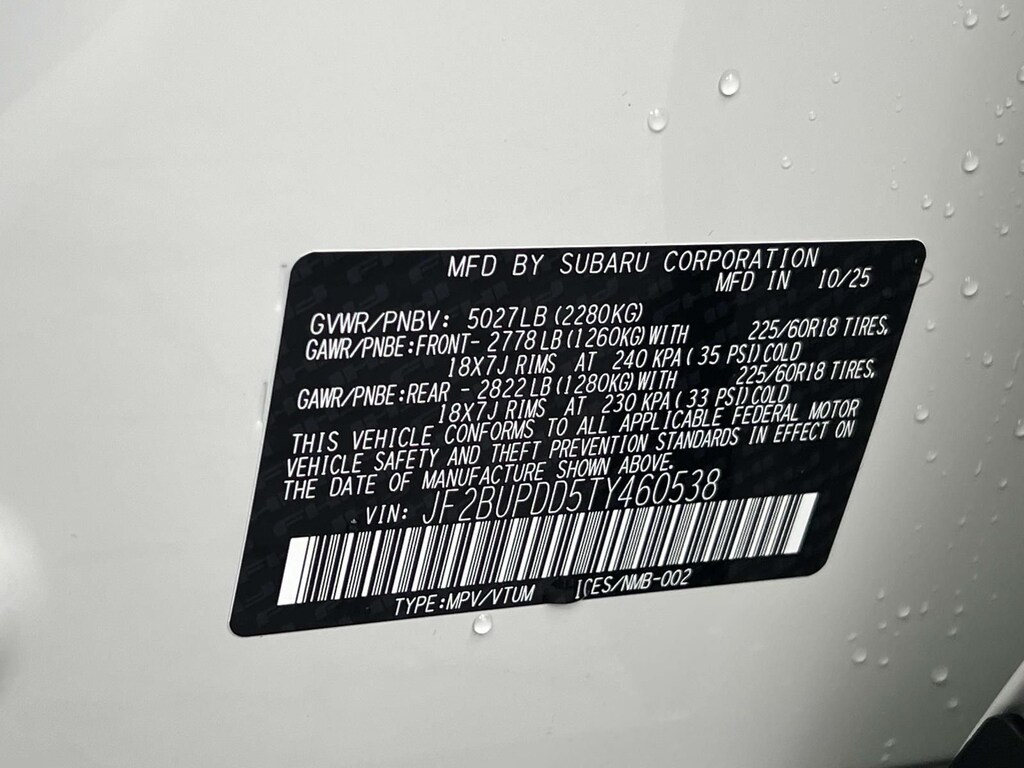 MFD BY SUBARU CORPORATION
MFD IN 10/25
GVWR/PNBV: 5027LB (2280KG)
GAWR/PNBE:FRONT- 2778LB (1260KG) WITH 225/60R18 TIRES,
18X7J RIMS AT 240 KPA ( 35 PSI) COLD
GAWR/PNBE:REAR - 2822LB (1280KG) WITH 225/60R18 TIRES,
18X7J RIMS AT 230 KPA ( 33 PSI) COLD
THIS VEHICLE CONFORMS TO ALL APPLICABLE FEDERAL MOTOR
VEHICLE SAFETY AND THEFT PREVENTION STANDARDS IN EFFECT ON
THE DATE OF MANUFACTURE SHOWN ABOVE.
VIN: JF2BUPDD5TY460538
TYPE:MPV/VTUM ICES/NMB-002